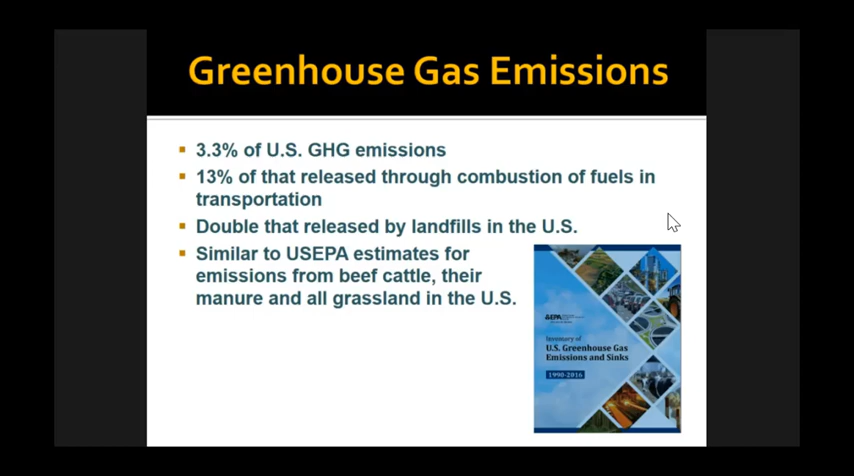 Greenhouse Gas Emissions
3.3% of U.S. GHG emissions
13% of that released through combustion of fuels in
transportation
Double that released by landfills in the U.S.
Similar to USEPA estimates for
emissions from beef cattle, their
manure and all grassland in the U.S.
EPA
Inventory of
U.S. Greenhouse Gas
Emissions and Sinks
1990-2016